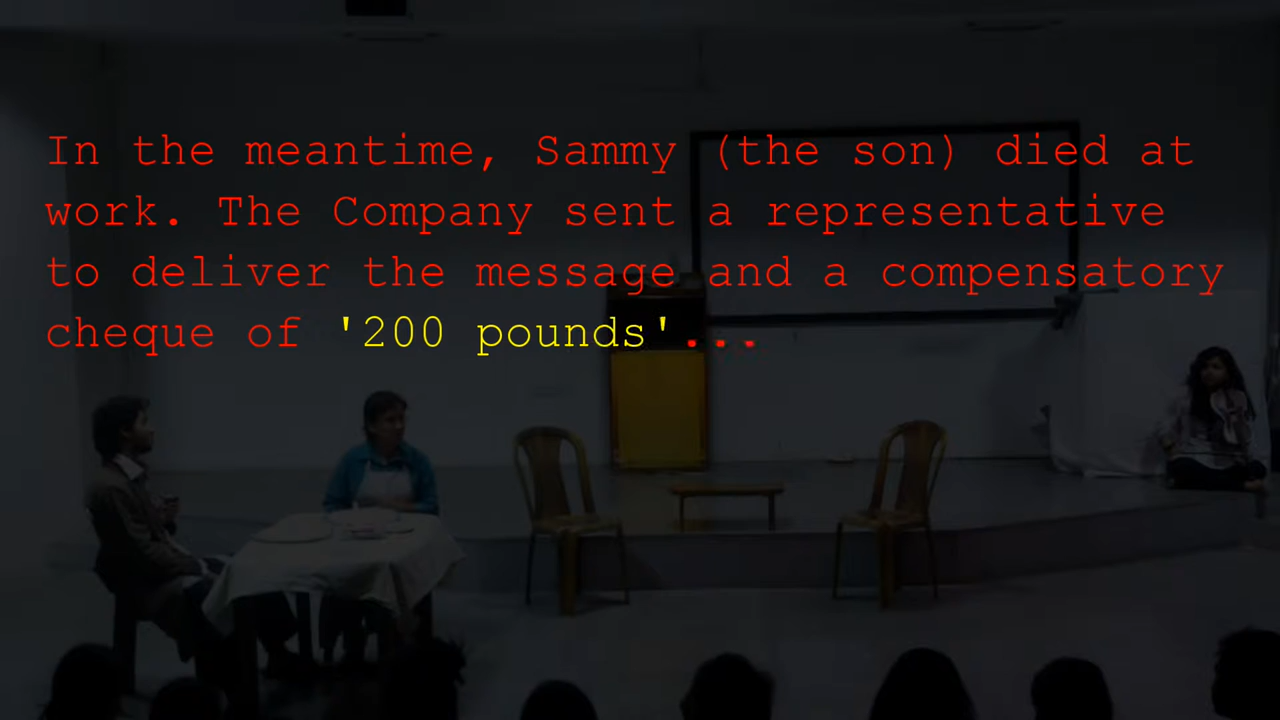 In the meantime, Sammy (the son) died at
work. The Company sent a representative
to deliver the message and a compensatory
cheque of '200 pounds'...